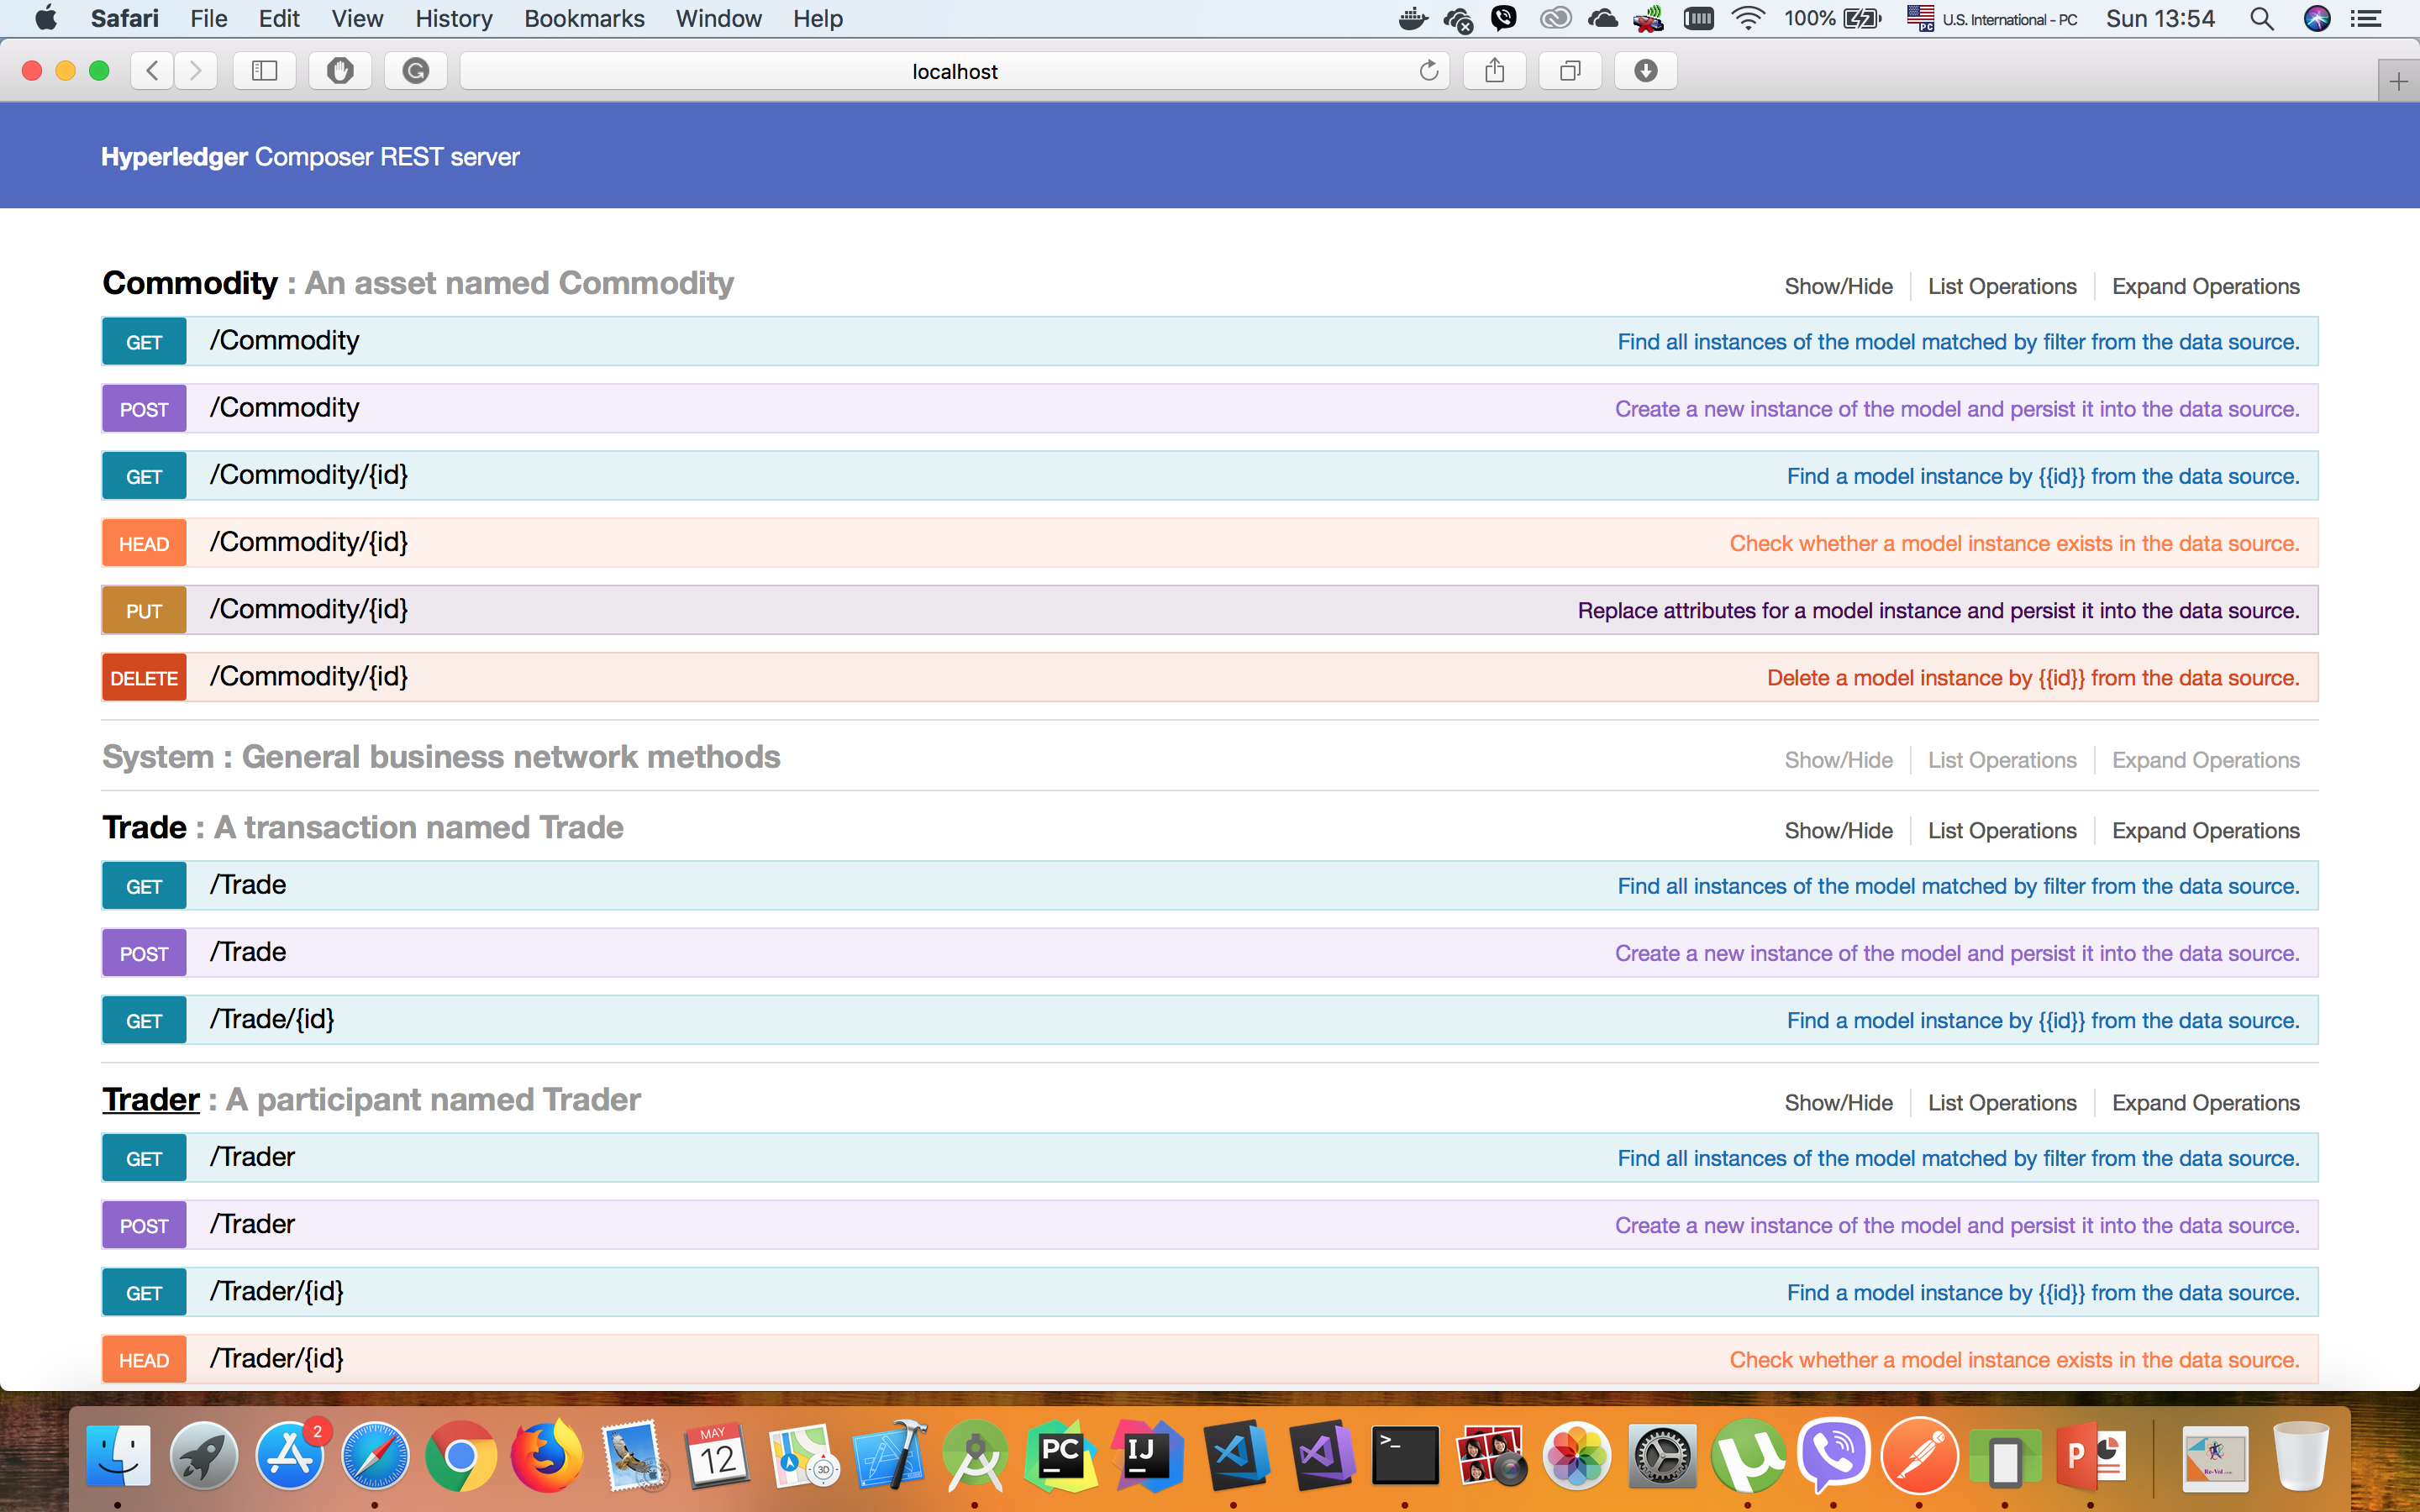 Safari File Edit View History Bookmarks Window Help 100% U.S. International - PC Sun 13:54
localhost
Hyperledger Composer REST server
Commodity : An asset named Commodity Show/Hide List Operations Expand Operations
GET /Commodity Find all instances of the model matched by filter from the data source.
POST /Commodity Create a new instance of the model and persist it into the data source.
GET /Commodity/{id} Find a model instance by {{id}} from the data source.
HEAD /Commodity/{id} Check whether a model instance exists in the data source.
PUT /Commodity/{id} Replace attributes for a model instance and persist it into the data source.
DELETE /Commodity/{id} Delete a model instance by {{id}} from the data source.
System : General business network methods Show/Hide List Operations Expand Operations
Trade : A transaction named Trade Show/Hide List Operations Expand Operations
GET /Trade Find all instances of the model matched by filter from the data source.
POST /Trade Create a new instance of the model and persist it into the data source.
GET /Trade/{id} Find a model instance by {{id}} from the data source.
Trader : A participant named Trader Show/Hide List Operations Expand Operations
GET /Trader Find all instances of the model matched by filter from the data source.
POST /Trader Create a new instance of the model and persist it into the data source.
GET /Trader/{id} Find a model instance by {{id}} from the data source.
HEAD /Trader/{id} Check whether a model instance exists in the data source.
2 MAY 12 3D PC IJ >_ P